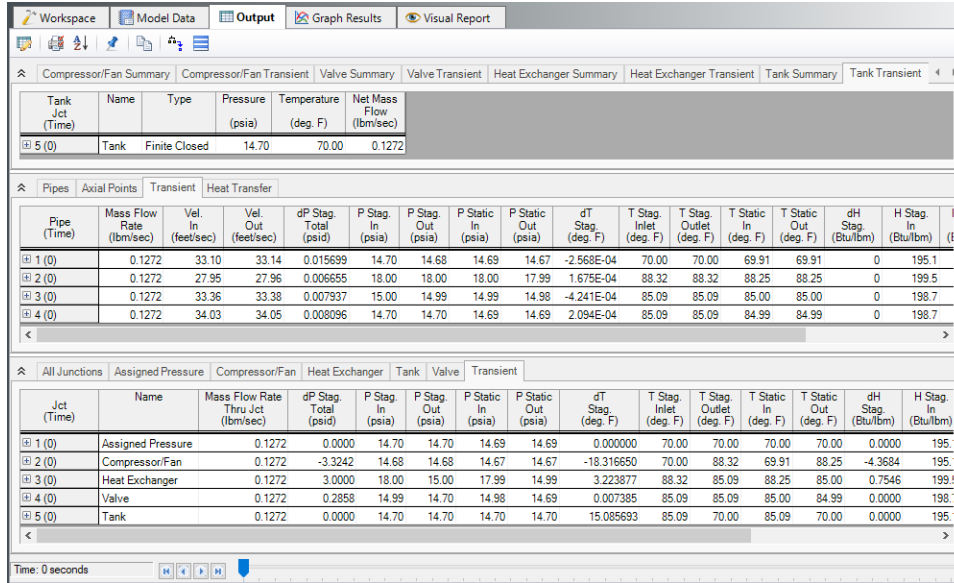 Workspace Model Data Output Graph Results Visual Report
Compressor/Fan Summary Compressor/Fan Transient Valve Summary Valve Transient Heat Exchanger Summary Heat Exchanger Transient Tank Summary Tank Transient
Tank Name Type Pressure Temperature Net Mass
Jct Flow
(Time) (psia) (deg. F) (lbm/sec)
5 (0) Tank Finite Closed 14.70 70.00 0.1272
Pipes Axial Points Transient Heat Transfer
Mass Flow Vel. Vel. dP Stag. P Stag. P Stag. P Static P Static dT T Stag. T Stag. T Static T Static dH H Stag.
Pipe Rate In Out Total In Out In Out Stag. Inlet Outlet In Out Stag. In
(Time) (lbm/sec) (feet/sec) (feet/sec) (psid) (psia) (psia) (psia) (psia) (deg. F) (deg. F) (deg. F) (deg. F) (deg. F) (Btu/lbm) (Btu/lbm)
1 (0) 0.1272 33.10 33.14 0.015699 14.70 14.68 14.69 14.67 -2.568E-04 70.00 70.00 69.91 69.91 0 195.1
2 (0) 0.1272 27.95 27.96 0.006655 18.00 18.00 18.00 17.99 1.675E-04 88.32 88.32 88.25 88.25 0 199.5
3 (0) 0.1272 33.36 33.38 0.007937 15.00 14.99 14.99 14.98 -4.241E-04 85.09 85.09 85.00 85.00 0 198.7
4 (0) 0.1272 34.03 34.05 0.008096 14.70 14.70 14.69 14.69 2.094E-04 85.09 85.09 84.99 84.99 0 198.7
All Junctions Assigned Pressure Compressor/Fan Heat Exchanger Tank Valve Transient
Name Mass Flow Rate dP Stag. P Stag. P Stag. P Static P Static dT T Stag. T Stag. T Static T Static dH H Stag.
Jct Thru Jct Total In Out In Out Stag. Inlet Outlet In Out Stag. In
(Time) (lbm/sec) (psid) (psia) (psia) (psia) (psia) (deg. F) (deg. F) (deg. F) (deg. F) (deg. F) (Btu/lbm) (Btu/lbm)
1 (0) Assigned Pressure 0.1272 0.0000 14.70 14.70 14.69 14.69 0.000000 70.00 70.00 70.00 70.00 0.0000 195.
2 (0) Compressor/Fan 0.1272 -3.3242 14.68 14.68 14.67 14.67 -18.316650 70.00 88.32 69.91 88.25 -4.3684 195.
3 (0) Heat Exchanger 0.1272 3.0000 18.00 15.00 17.99 14.99 3.223877 88.32 85.09 88.25 85.00 0.7546 199.
4 (0) Valve 0.1272 0.2858 14.99 14.70 14.98 14.69 0.007385 85.09 85.09 85.00 84.99 0.0000 198.
5 (0) Tank 0.1272 0.0000 14.70 14.70 14.70 14.70 15.085693 85.09 70.00 85.09 70.00 0.0000 195.
Time: 0 seconds